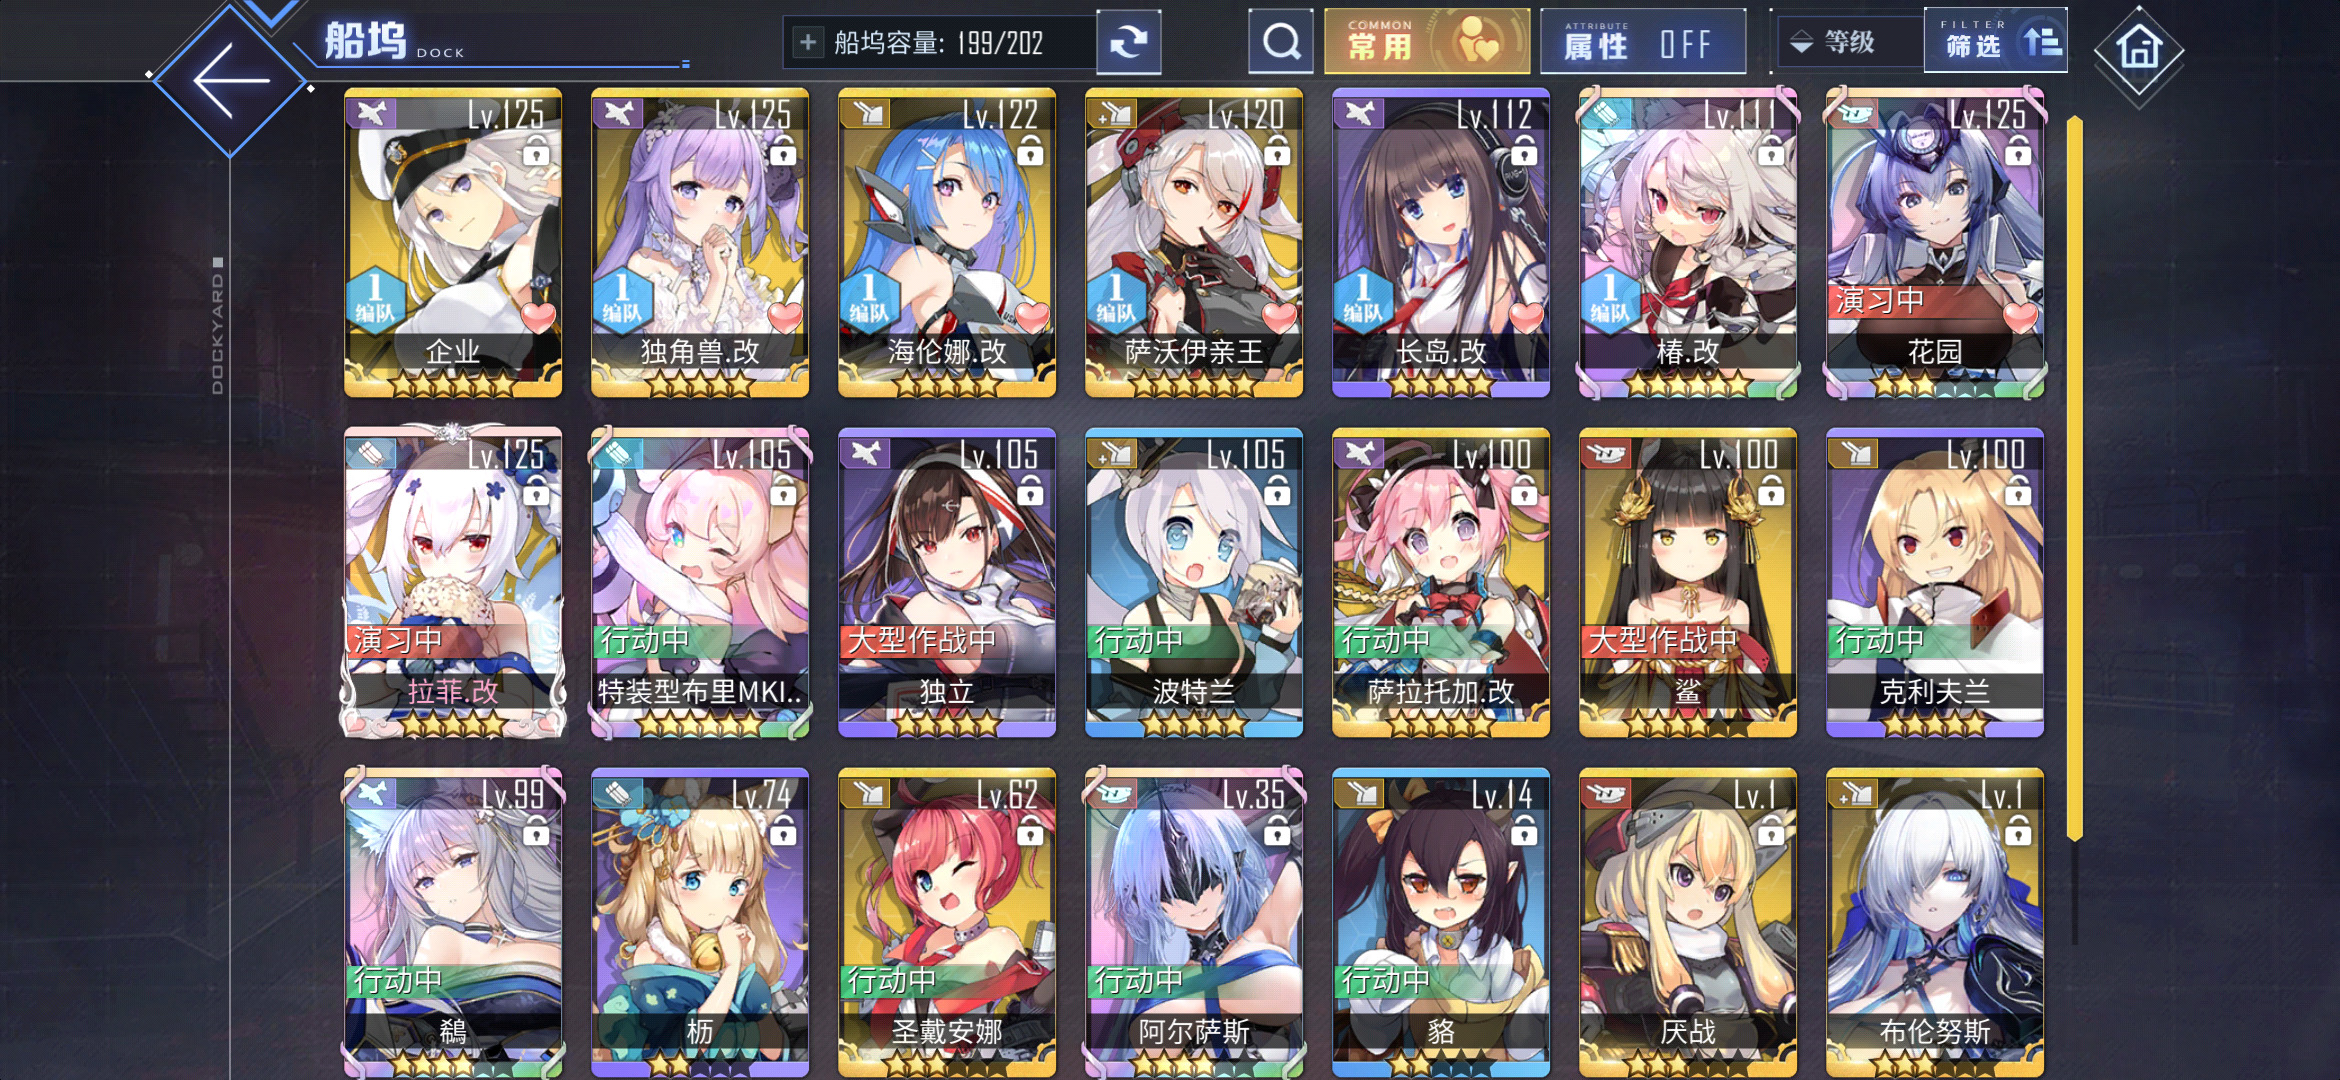 船坞 DOCK
船坞容量: 199/202
COMMON
常用
ATTRIBUTE
属性 OFF
等级
FILTER
筛选
DOCKYARD
Lv.125
1
编队
企业
Lv.125
1
编队
独角兽.改
Lv.122
1
编队
海伦娜.改
Lv.120
1
编队
萨沃伊亲王
Lv.112
1
编队
长岛.改
Lv.111
1
编队
椿.改
Lv.125
演习中
花园
Lv.125
演习中
拉菲.改
Lv.105
行动中
特装型布里MKI..
Lv.105
大型作战中
独立
Lv.105
行动中
波特兰
Lv.100
行动中
萨拉托加.改
Lv.100
大型作战中
鲨
Lv.100
行动中
克利夫兰
Lv.99
行动中
鹬
Lv.74
枥
Lv.62
行动中
圣戴安娜
Lv.35
行动中
阿尔萨斯
Lv.14
行动中
貉
Lv.1
厌战
Lv.1
布伦努斯